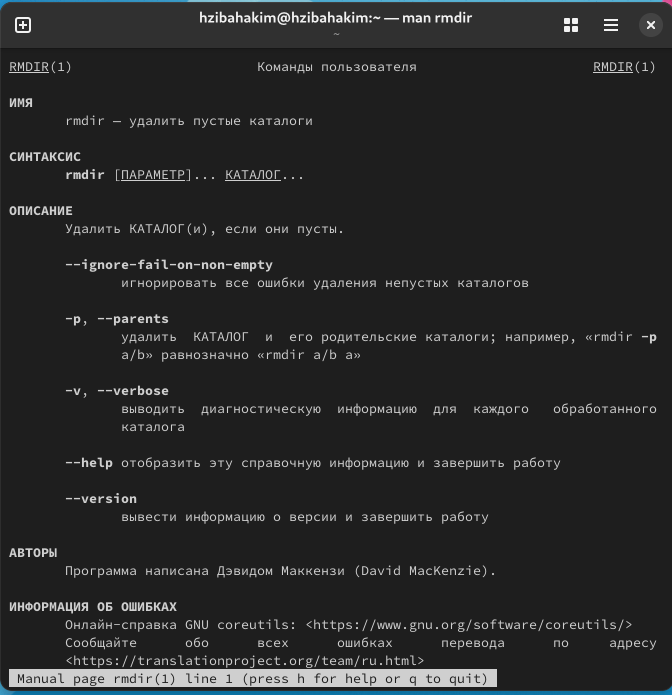 hzibahakim@hzibahakim:~ — man rmdir
~
RMDIR(1) Команды пользователя RMDIR(1)
ИМЯ
rmdir – удалить пустые каталоги
СИНТАКСИС
rmdir [ПАРАМЕТР]... КАТАЛОГ...
ОПИСАНИЕ
Удалить КАТАЛОГ(и), если они пусты.
--ignore-fail-on-non-empty
игнорировать все ошибки удаления непустых каталогов
-p, --parents
удалить КАТАЛОГ и его родительские каталоги; например, «rmdir -p
a/b» равнозначно «rmdir a/b a»
-v, --verbose
выводить диагностическую информацию для каждого обработанного
каталога
--help отобразить эту справочную информацию и завершить работу
--version
вывести информацию о версии и завершить работу
АВТОРЫ
Программа написана Дэвидом Маккензи (David MacKenzie).
ИНФОРМАЦИЯ ОБ ОШИБКАХ
Онлайн-справка GNU coreutils: <https://www.gnu.org/software/coreutils/>
Сообщайте обо всех ошибках перевода по адресу
<https://translationproject.org/team/ru.html>
Manual page rmdir(1) line 1 (press h for help or q to quit)